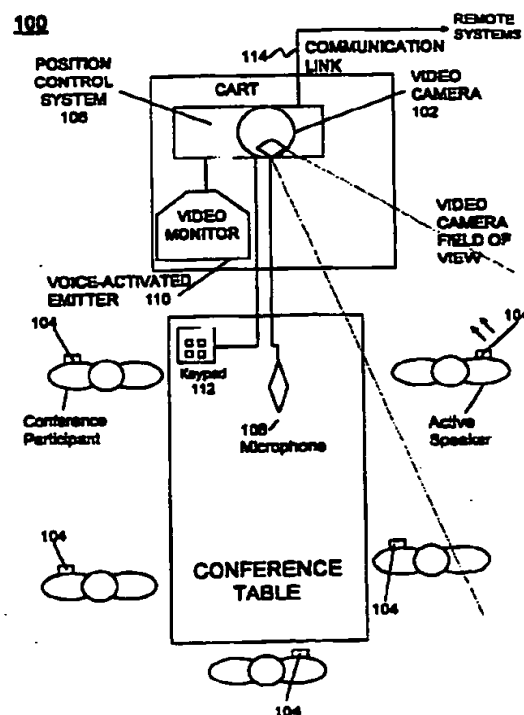 100
REMOTE SYSTEMS
114
COMMUNICATION LINK
POSITION CONTROL SYSTEM 106
CART
VIDEO CAMERA 102
VIDEO MONITOR
VIDEO CAMERA FIELD OF VIEW
VOICE-ACTIVATED EMITTER 110
104
104
Keypad 112
Conference Participant
108
Microphone
Active Speaker
104
CONFERENCE TABLE
104
104